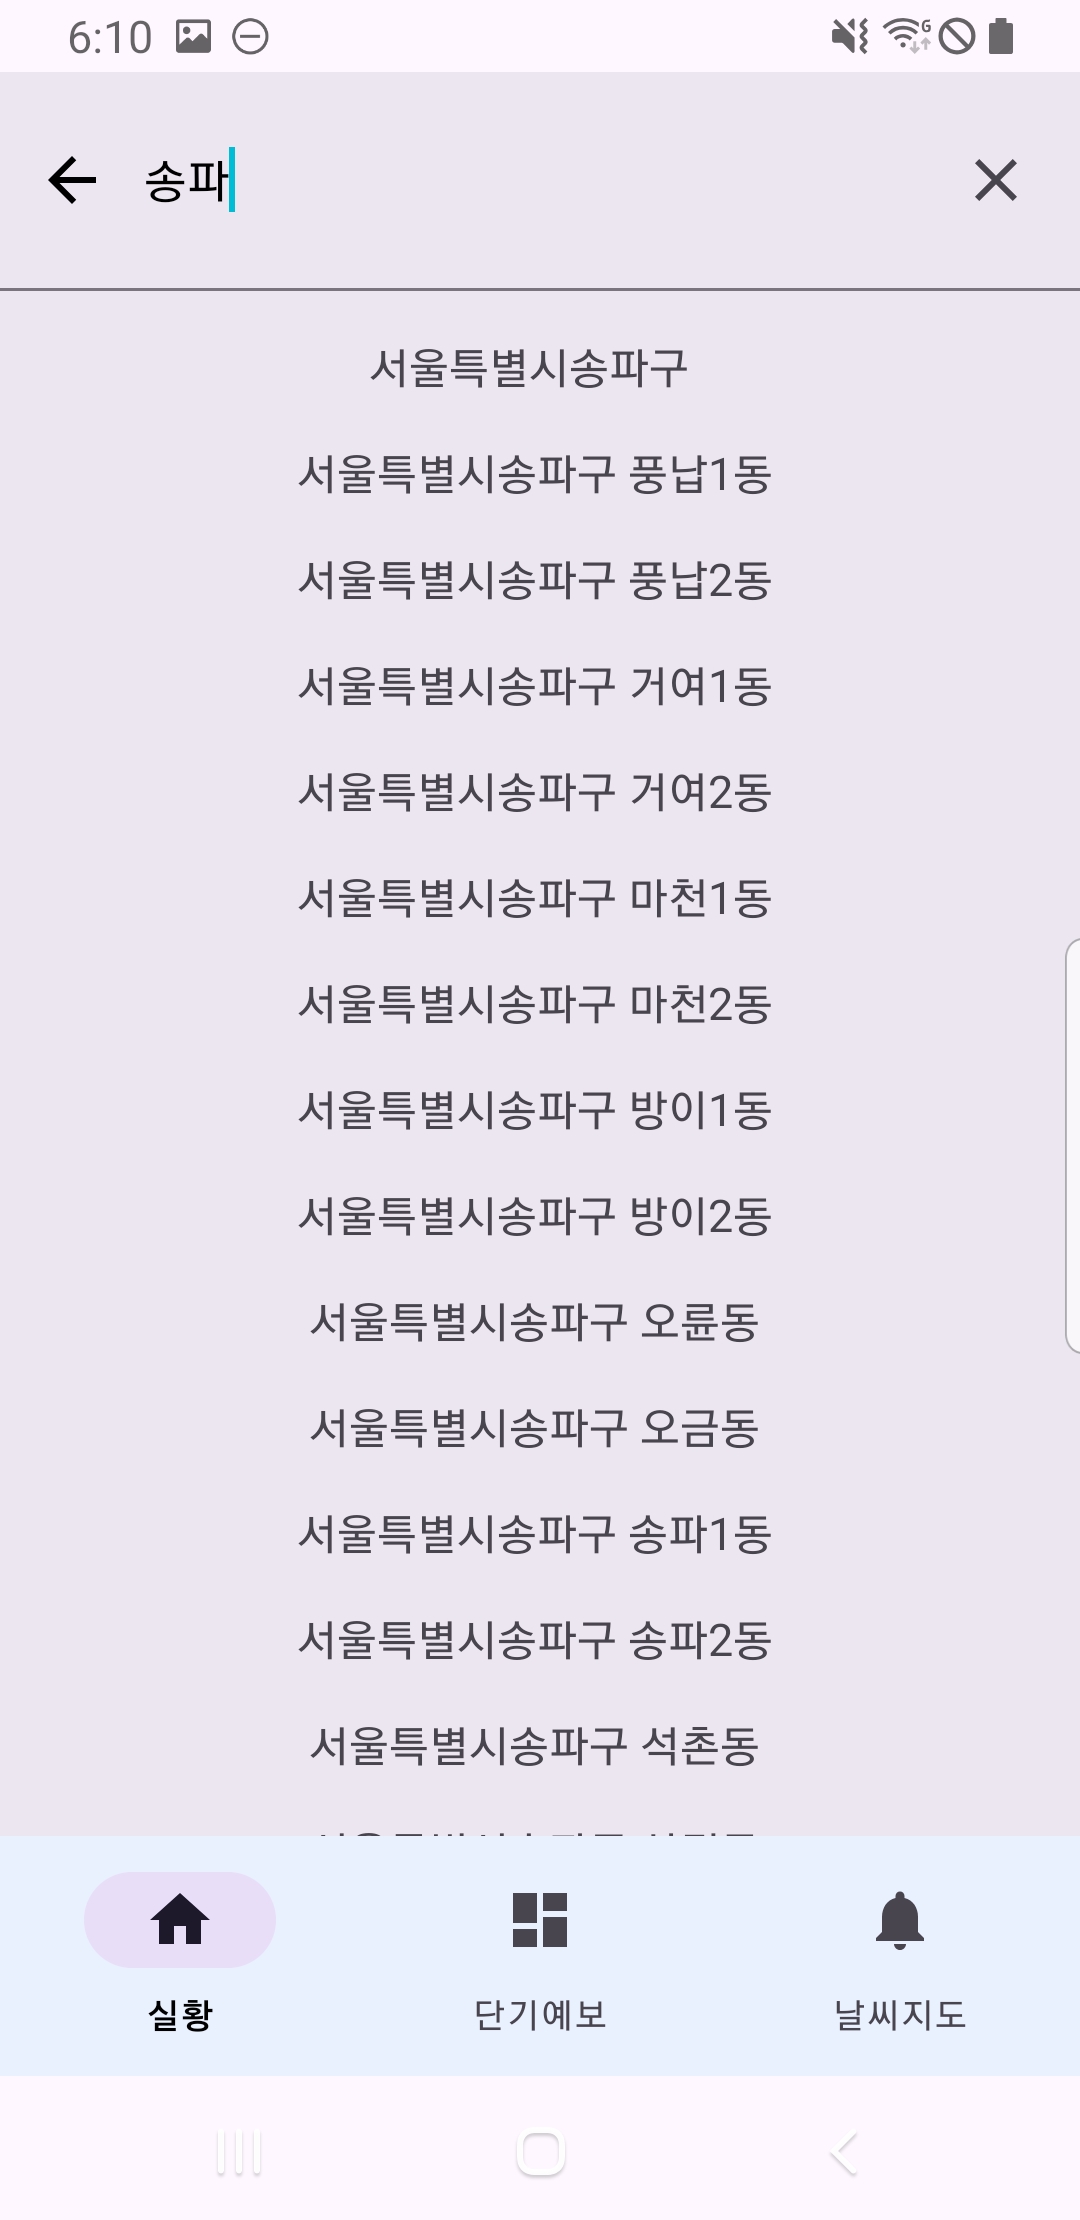 6:10
송파
서울특별시송파구
서울특별시송파구 풍납1동
서울특별시송파구 풍납2동
서울특별시송파구 거여1동
서울특별시송파구 거여2동
서울특별시송파구 마천1동
서울특별시송파구 마천2동
서울특별시송파구 방이1동
서울특별시송파구 방이2동
서울특별시송파구 오륜동
서울특별시송파구 오금동
서울특별시송파구 송파1동
서울특별시송파구 송파2동
서울특별시송파구 석촌동
실황
단기예보
날씨지도